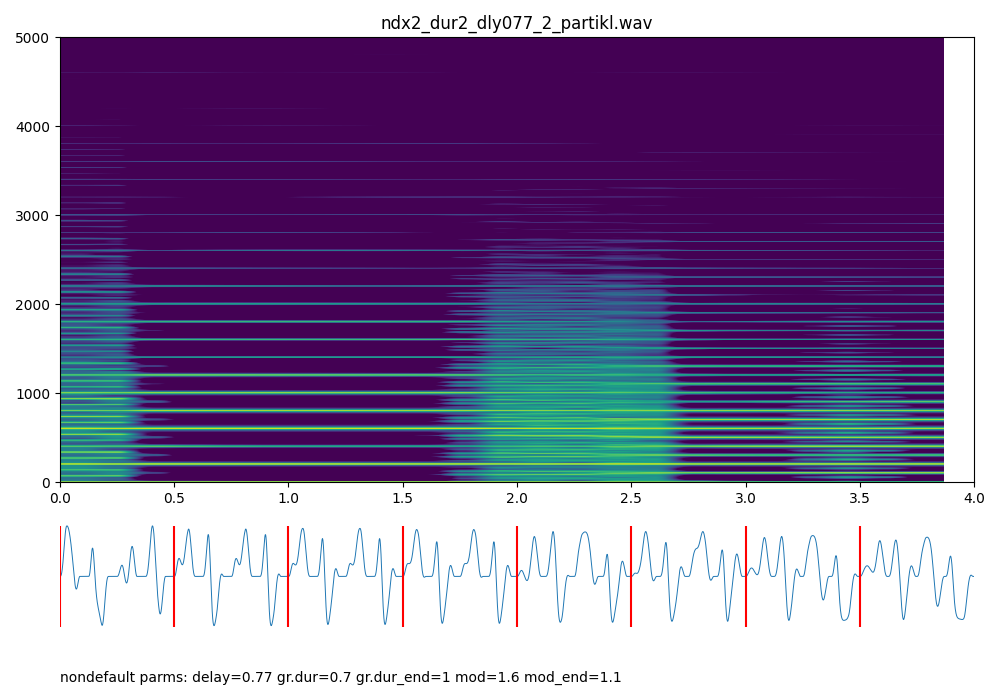 ndx2_dur2_dly077_2_partikl.wav
5000
4000
3000
2000
1000
0
0.0 0.5 1.0 1.5 2.0 2.5 3.0 3.5 4.0
nondefault parms: delay=0.77 gr.dur=0.7 gr.dur_end=1 mod=1.6 mod_end=1.1